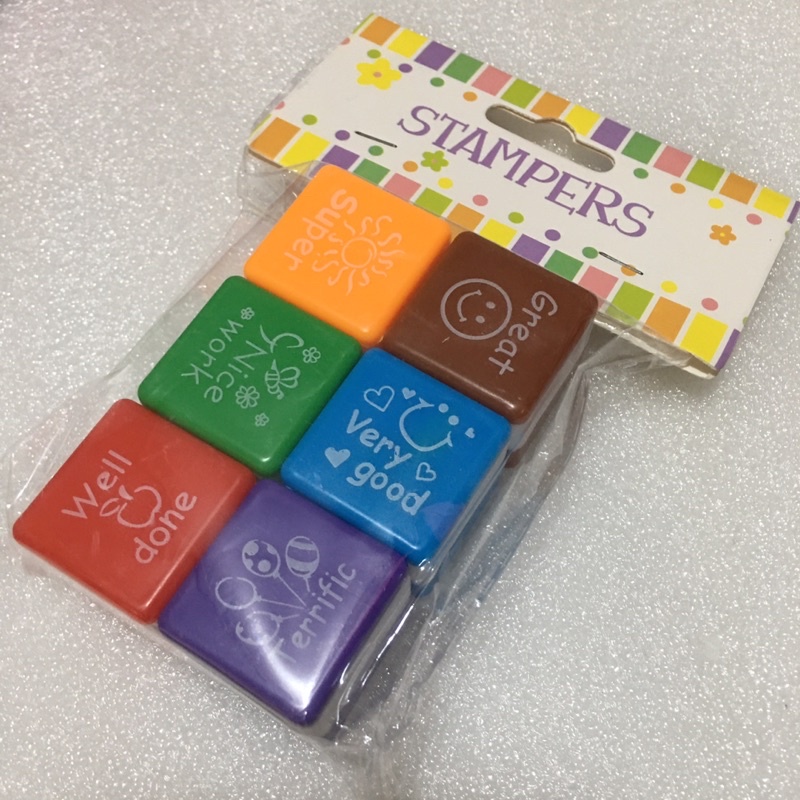 STAMPERS
Super
Great
Nice
work
Very
good
Well
done
Terrific